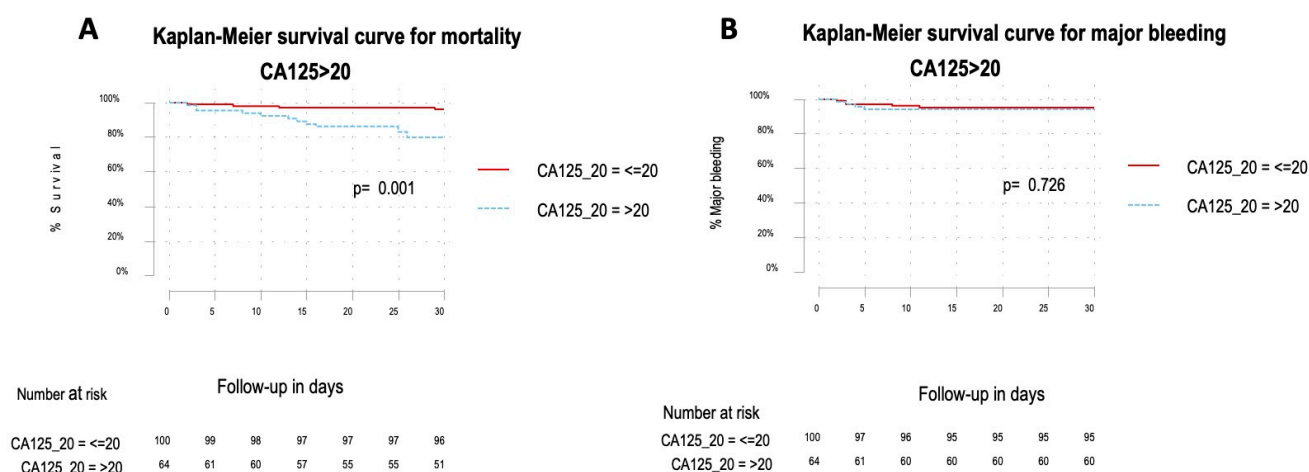 A
Kaplan-Meier survival curve for mortality
CA125>20
100%
80%
60%
40%
20%
0%
% Survival
p= 0.001
CA125_20 = <=20
CA125_20 = >20
0 5 10 15 20 25 30
Follow-up in days
Number at risk
CA125_20 = <=20 100 99 98 97 97 97 96
CA125_20 = >20 64 61 60 57 55 55 51
B
Kaplan-Meier survival curve for major bleeding
CA125>20
100%
80%
60%
40%
20%
0%
% Major bleeding
p= 0.726
CA125_20 = <=20
CA125_20 = >20
0 5 10 15 20 25 30
Follow-up in days
Number at risk
CA125_20 = <=20 100 97 96 95 95 95 95
CA125_20 = >20 64 61 60 60 60 60 60